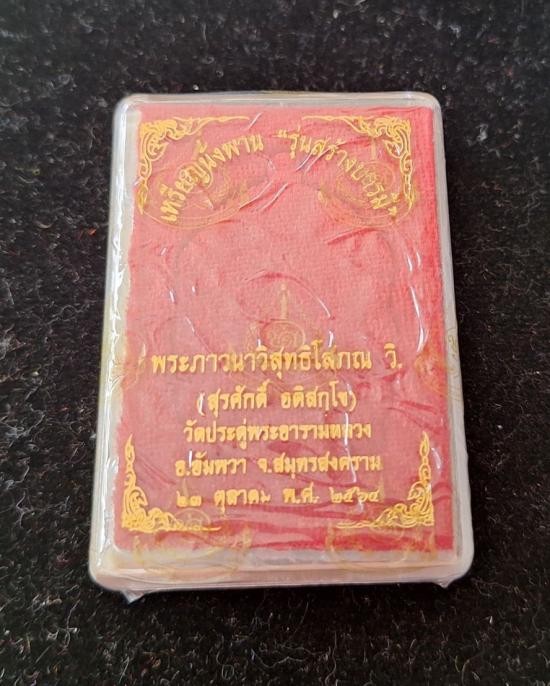 เหรียญนั่งพาน "รุ่นสร้างบารมี"
พระภาวนาวิสุทธิโสภณ วิ.
(สุรศักดิ์ อติสกฺโข)
วัดประดู่พระอารามหลวง
อ.อัมพวา จ.สมุทรสงคราม
๒๓ ตุลาคม พ.ศ. ๒๕๖๔